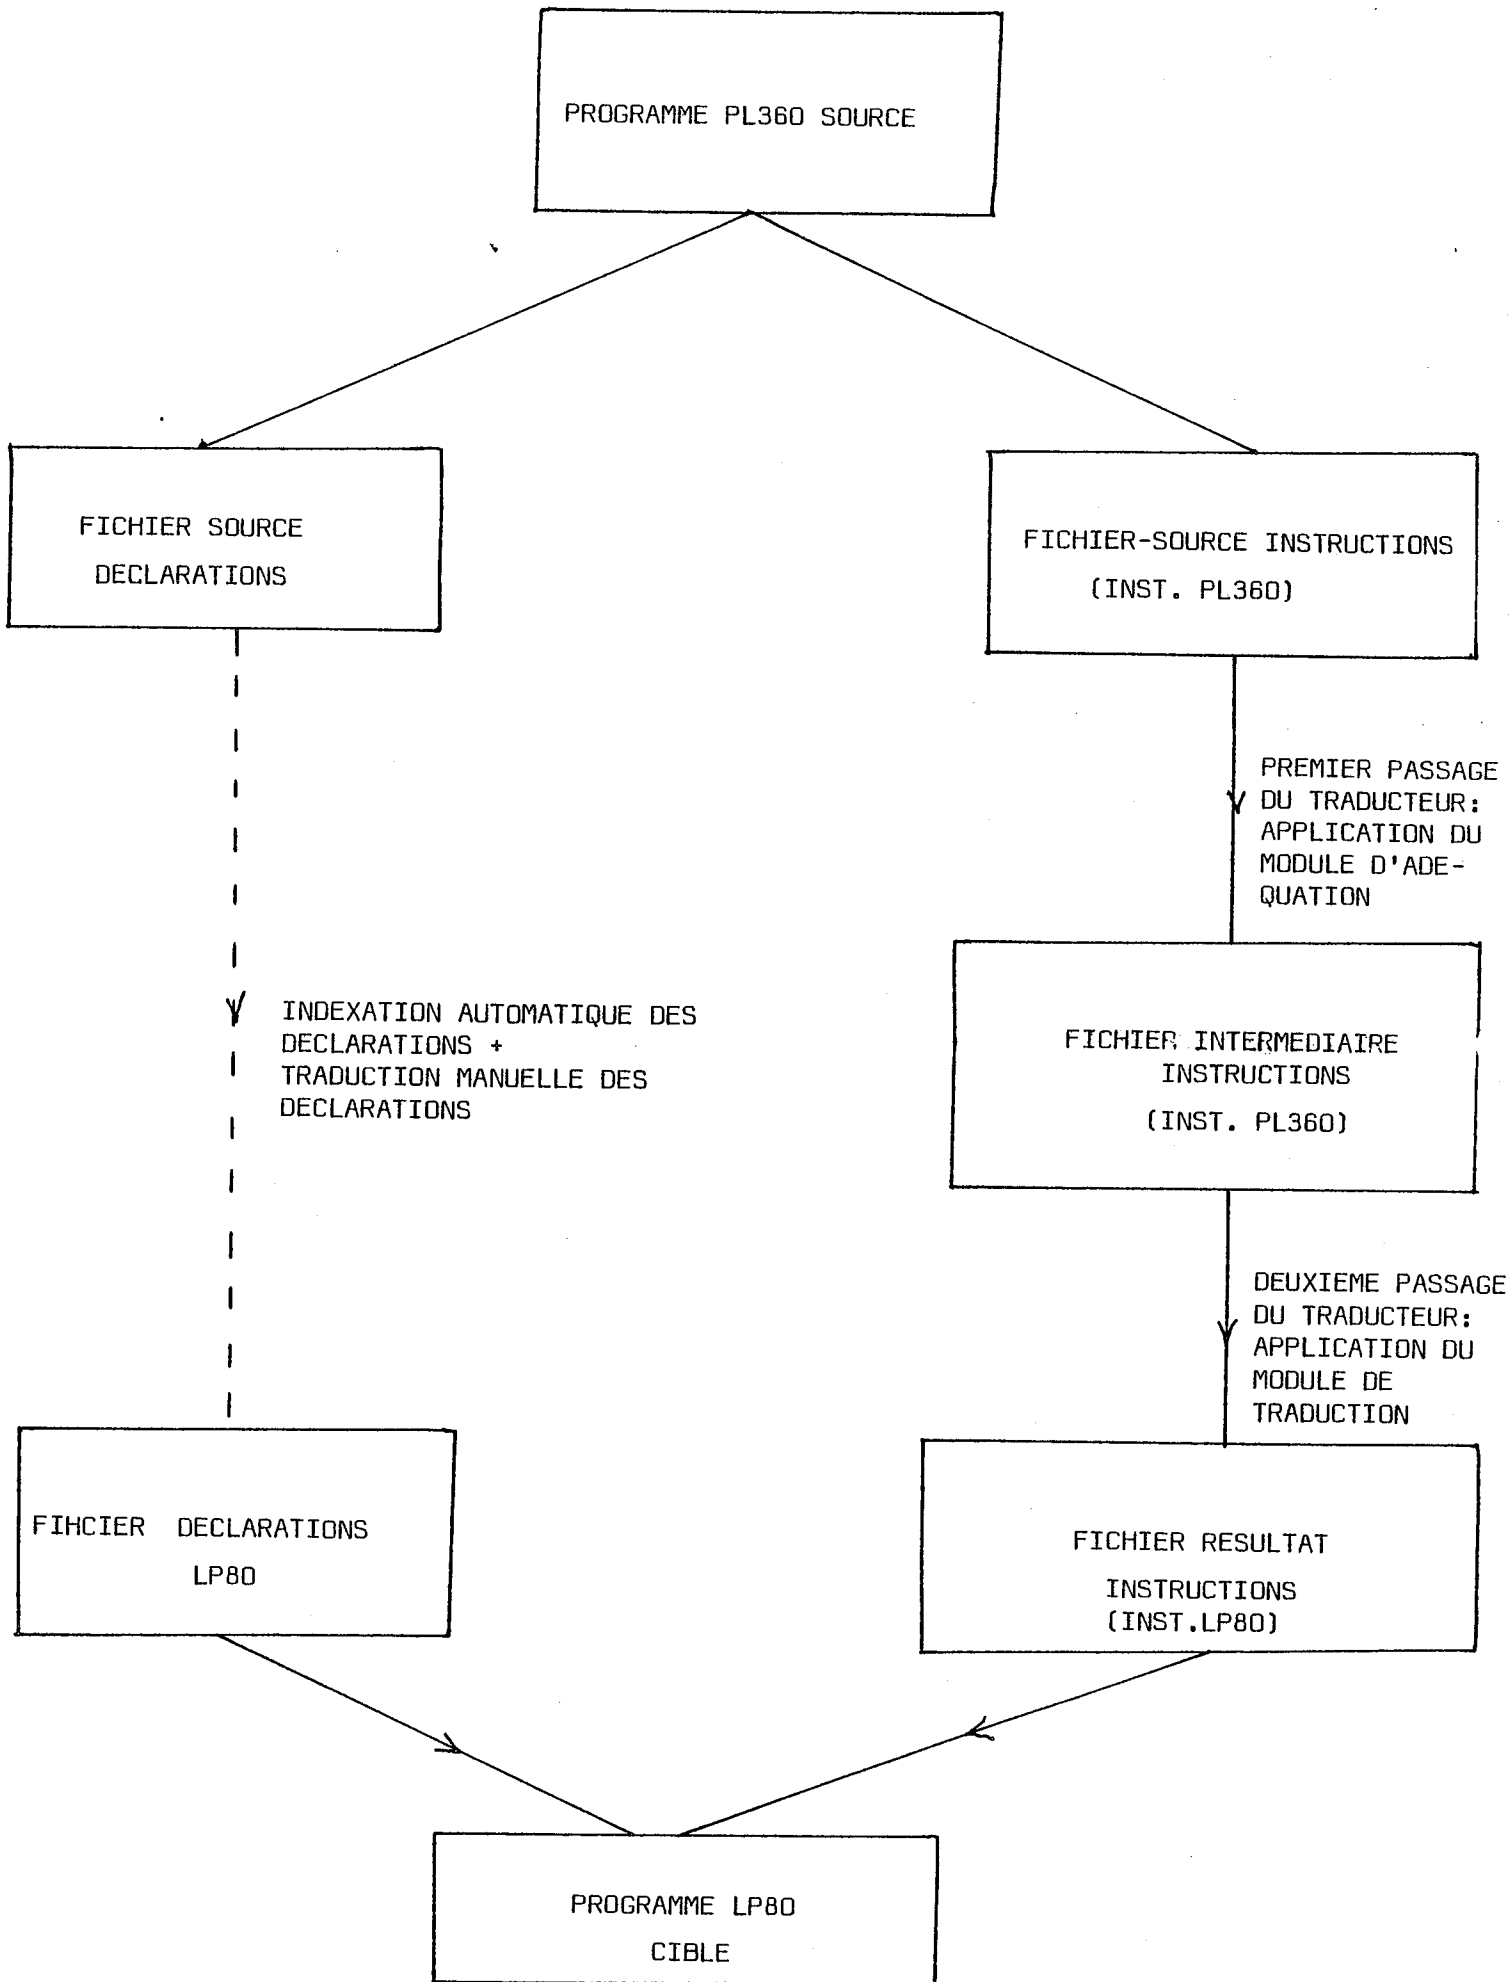 PROGRAMME PL360 SOURCE
FICHIER SOURCE
DECLARATIONS
FICHIER-SOURCE INSTRUCTIONS
(INST. PL360)
PREMIER PASSAGE
DU TRADUCTEUR:
APPLICATION DU
MODULE D'ADE-
QUATION
INDEXATION AUTOMATIQUE DES
DECLARATIONS +
TRADUCTION MANUELLE DES
DECLARATIONS
FICHIER INTERMEDIAIRE
INSTRUCTIONS
(INST. PL360)
DEUXIEME PASSAGE
DU TRADUCTEUR:
APPLICATION DU
MODULE DE
TRADUCTION
FIHCIER DECLARATIONS
LP80
FICHIER RESULTAT
INSTRUCTIONS
(INST.LP80)
PROGRAMME LP80
CIBLE